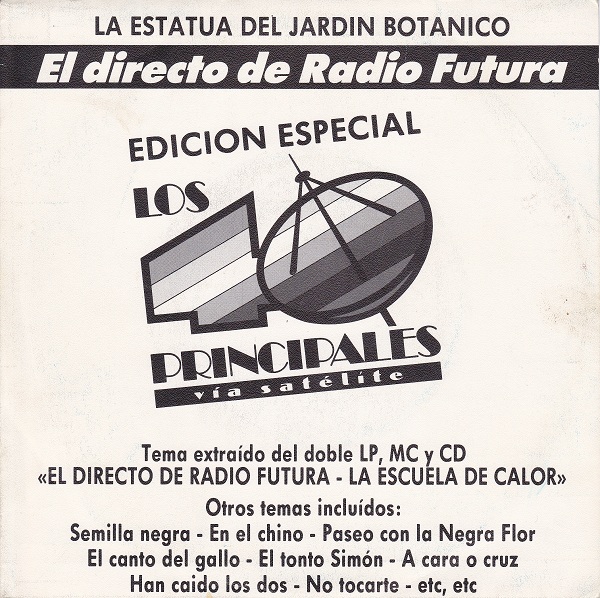 LA ESTATUA DEL JARDIN BOTANICO
El directo de Radio Futura
EDICION ESPECIAL
LOS
40
PRINCIPALES
vía satélite
Tema extraído del doble LP, MC y CD
«EL DIRECTO DE RADIO FUTURA - LA ESCUELA DE CALOR»
Otros temas incluídos:
Semilla negra - En el chino - Paseo con la Negra Flor
El canto del gallo - El tonto Simón - A cara o cruz
Han caido los dos - No tocarte - etc, etc